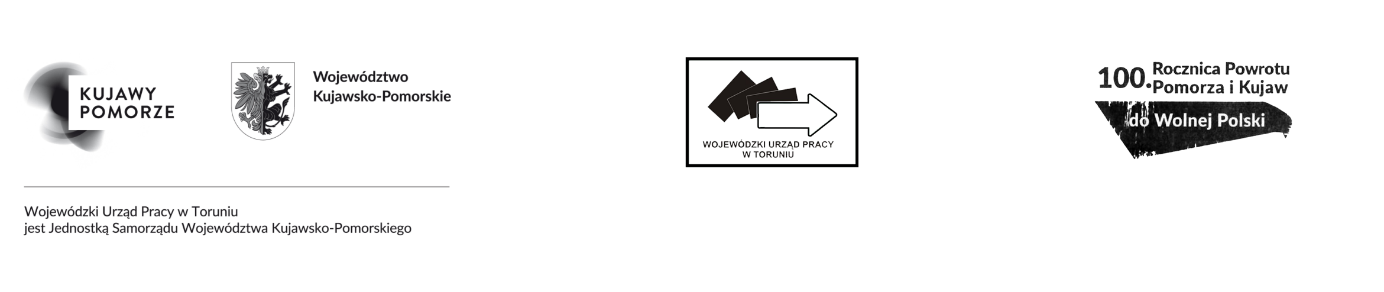 KUJAWY
POMORZE
Województwo
Kujawsko-Pomorskie
Wojewódzki Urząd Pracy w Toruniu
jest Jednostką Samorządu Województwa Kujawsko-Pomorskiego
WOJEWÓDZKI URZĄD PRACY
W TORUNIU
100. Rocznica Powrotu
Pomorza i Kujaw
do Wolnej Polski